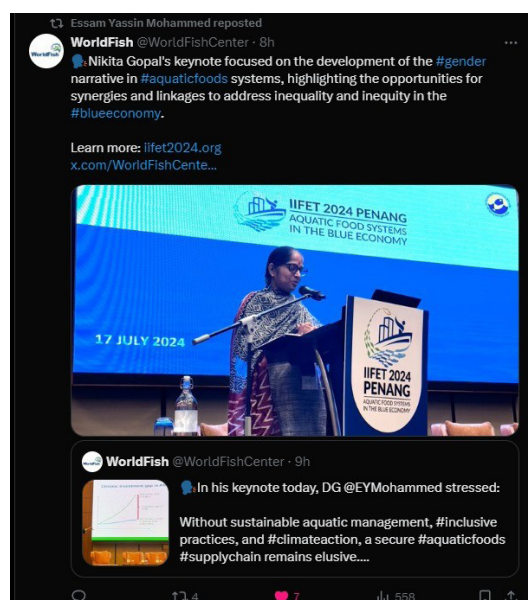 Essam Yassin Mohammed reposted
WorldFish @WorldFishCenter · 8h
Nikita Gopal's keynote focused on the development of the #gender
narrative in #aquaticfoods systems, highlighting the opportunities for
synergies and linkages to address inequality and inequity in the
#blueeconomy.
Learn more: iifet2024.org
x.com/WorldFishCente...
IIFET 2024 PENANG
AQUATIC FOOD SYSTEMS
IN THE BLUE ECONOMY
17 JULY 2024
IIFET 2024
PENANG
AQUATIC FOOD SYSTEMS
IN THE BLUE ECONOMY
WorldFish @WorldFishCenter · 9h
In his keynote today, DG @EYMohammed stressed:
Without sustainable aquatic management, #inclusive
practices, and #climateaction, a secure #aquaticfoods
#supplychain remains elusive....
4
7
558